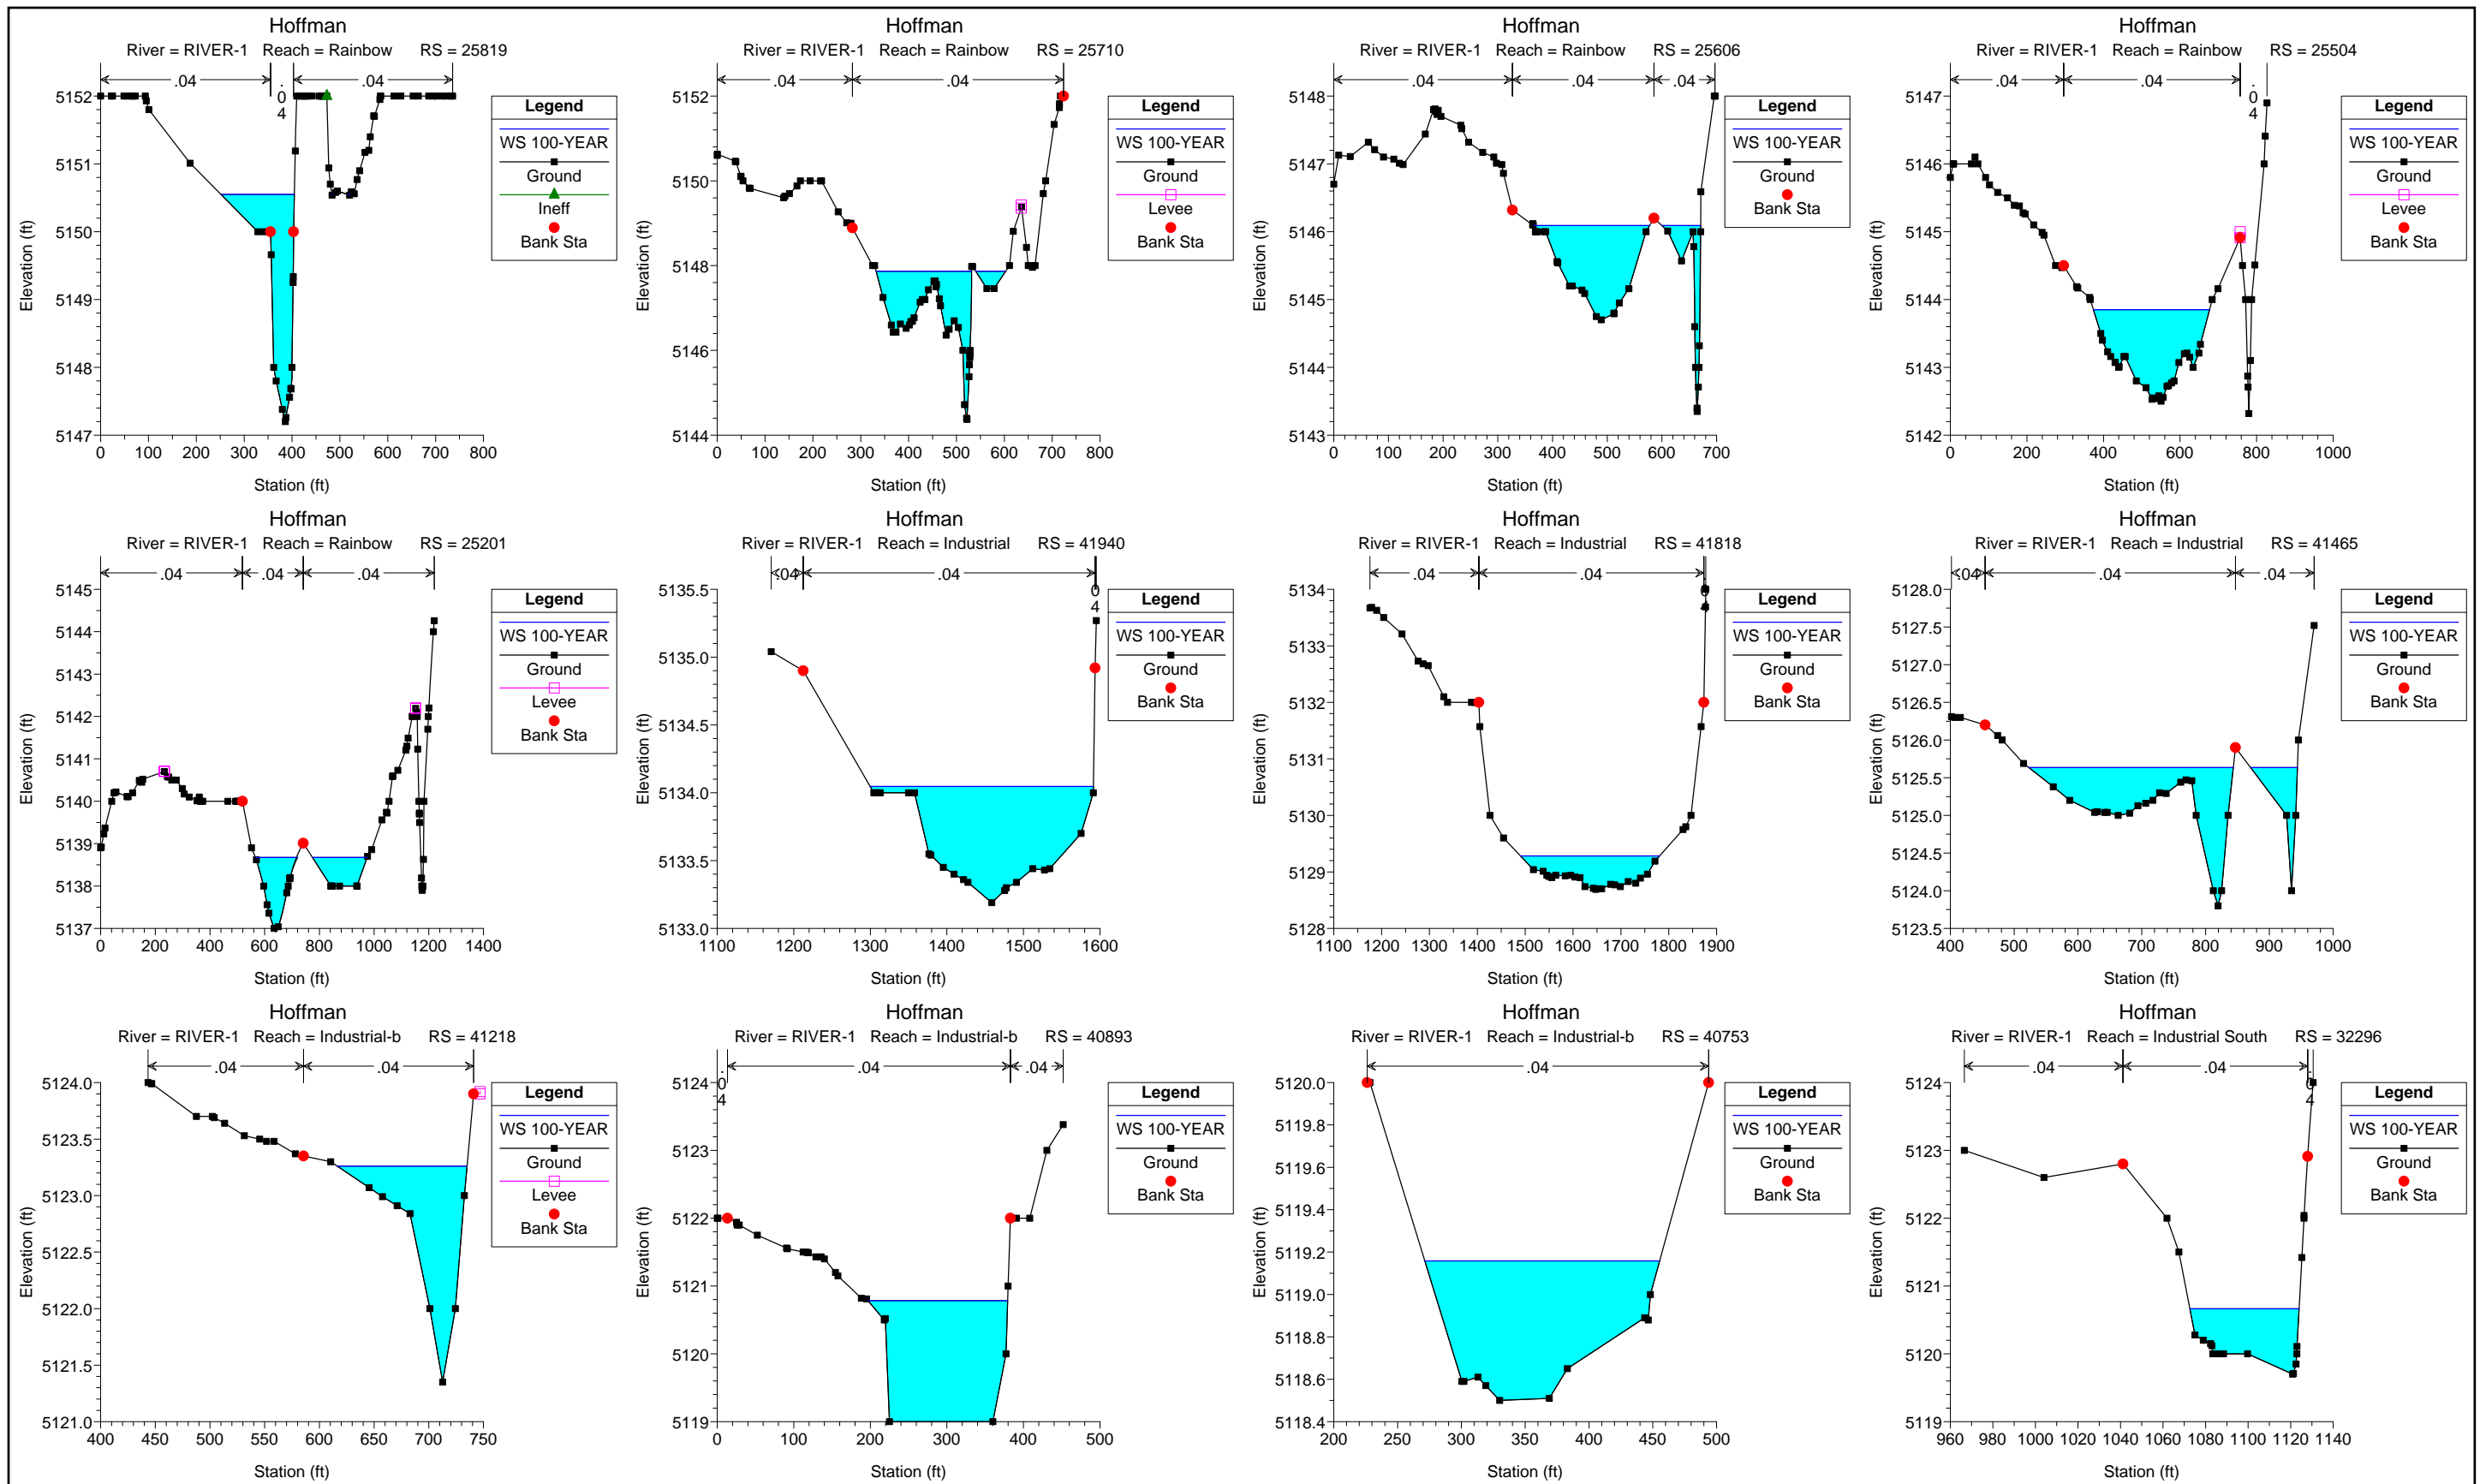 Hoffman
River = RIVER-1 Reach = Rainbow RS = 25819
.04 .04 .04
5152
5151
5150
5149
5148
5147
0 100 200 300 400 500 600 700 800
Station (ft)
Elevation (ft)
Legend
WS 100-YEAR
Ground
Ineff
Bank Sta
Hoffman
River = RIVER-1 Reach = Rainbow RS = 25710
.04 .04
5152
5150
5148
5146
5144
0 100 200 300 400 500 600 700 800
Station (ft)
Elevation (ft)
Legend
WS 100-YEAR
Ground
Levee
Bank Sta
Hoffman
River = RIVER-1 Reach = Rainbow RS = 25606
.04 .04 .04
5148
5147
5146
5145
5144
5143
0 100 200 300 400 500 600 700
Station (ft)
Elevation (ft)
Legend
WS 100-YEAR
Ground
Bank Sta
Hoffman
River = RIVER-1 Reach = Rainbow RS = 25504
.04 .04 .04
5147
5146
5145
5144
5143
5142
0 200 400 600 800 1000
Station (ft)
Elevation (ft)
Legend
WS 100-YEAR
Ground
Levee
Bank Sta
Hoffman
River = RIVER-1 Reach = Rainbow RS = 25201
.04 .04 .04
5145
5144
5143
5142
5141
5140
5139
5138
5137
0 200 400 600 800 1000 1200 1400
Station (ft)
Elevation (ft)
Legend
WS 100-YEAR
Ground
Levee
Bank Sta
Hoffman
River = RIVER-1 Reach = Industrial RS = 41940
.04 .04 .04
5135.5
5135.0
5134.5
5134.0
5133.5
5133.0
1100 1200 1300 1400 1500 1600
Station (ft)
Elevation (ft)
Legend
WS 100-YEAR
Ground
Bank Sta
Hoffman
River = RIVER-1 Reach = Industrial RS = 41818
.04 .04
5134
5133
5132
5131
5130
5129
5128
1100 1200 1300 1400 1500 1600 1700 1800 1900
Station (ft)
Elevation (ft)
Legend
WS 100-YEAR
Ground
Bank Sta
Hoffman
River = RIVER-1 Reach = Industrial RS = 41465
.04 .04 .04
5128.0
5127.5
5127.0
5126.5
5126.0
5125.5
5125.0
5124.5
5124.0
5123.5
400 500 600 700 800 900 1000
Station (ft)
Elevation (ft)
Legend
WS 100-YEAR
Ground
Bank Sta
Hoffman
River = RIVER-1 Reach = Industrial-b RS = 41218
.04 .04
5124.0
5123.5
5123.0
5122.5
5122.0
5121.5
5121.0
400 450 500 550 600 650 700 750
Station (ft)
Elevation (ft)
Legend
WS 100-YEAR
Ground
Levee
Bank Sta
Hoffman
River = RIVER-1 Reach = Industrial-b RS = 40893
.04 .04 .04
5124
5123
5122
5121
5120
5119
0 100 200 300 400 500
Station (ft)
Elevation (ft)
Legend
WS 100-YEAR
Ground
Bank Sta
Hoffman
River = RIVER-1 Reach = Industrial-b RS = 40753
.04
5120.0
5119.8
5119.6
5119.4
5119.2
5119.0
5118.8
5118.6
5118.4
200 250 300 350 400 450 500
Station (ft)
Elevation (ft)
Legend
WS 100-YEAR
Ground
Bank Sta
Hoffman
River = RIVER-1 Reach = Industrial South RS = 32296
.04 .04 .04
5124
5123
5122
5121
5120
5119
960 980 1000 1020 1040 1060 1080 1100 1120 1140
Station (ft)
Elevation (ft)
Legend
WS 100-YEAR
Ground
Bank Sta